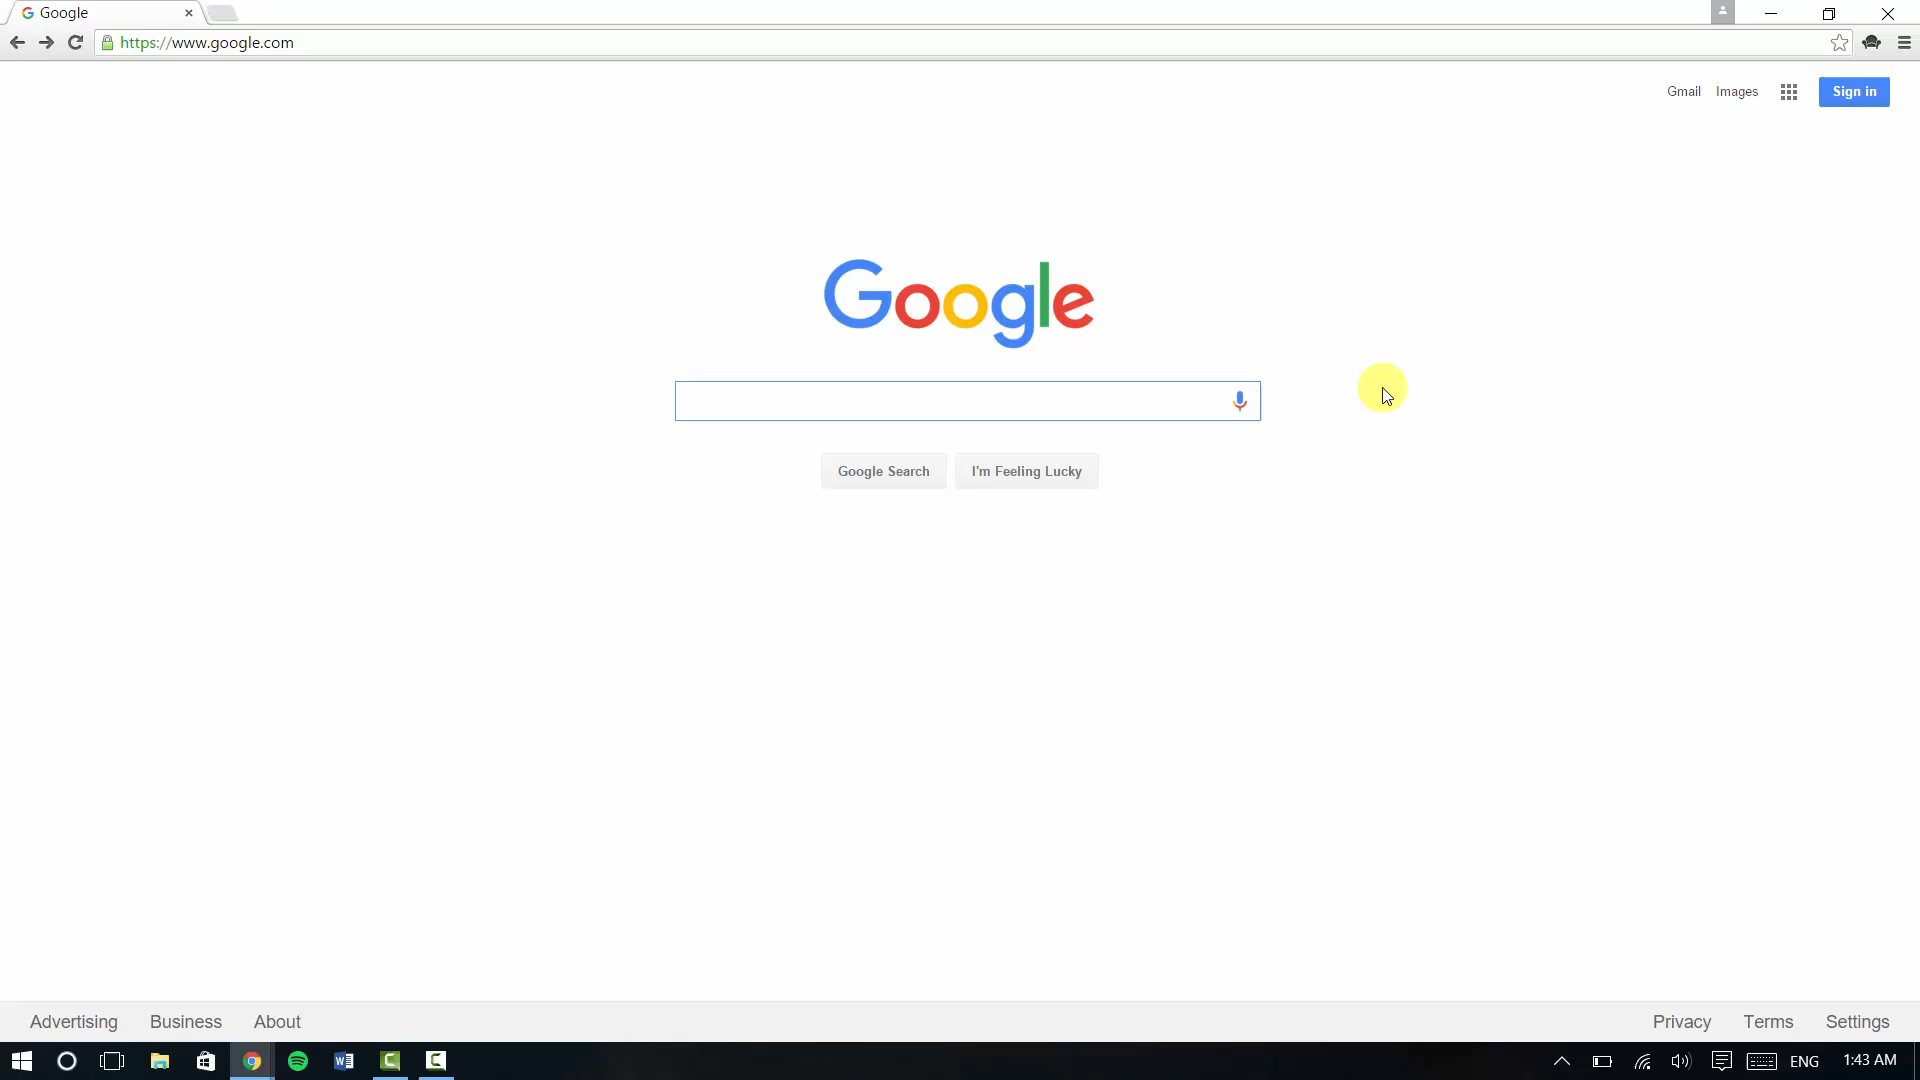 Google
https://www.google.com
Gmail Images Sign in
Google
Google Search I'm Feeling Lucky
Advertising Business About Privacy Terms Settings
ENG 1:43 AM